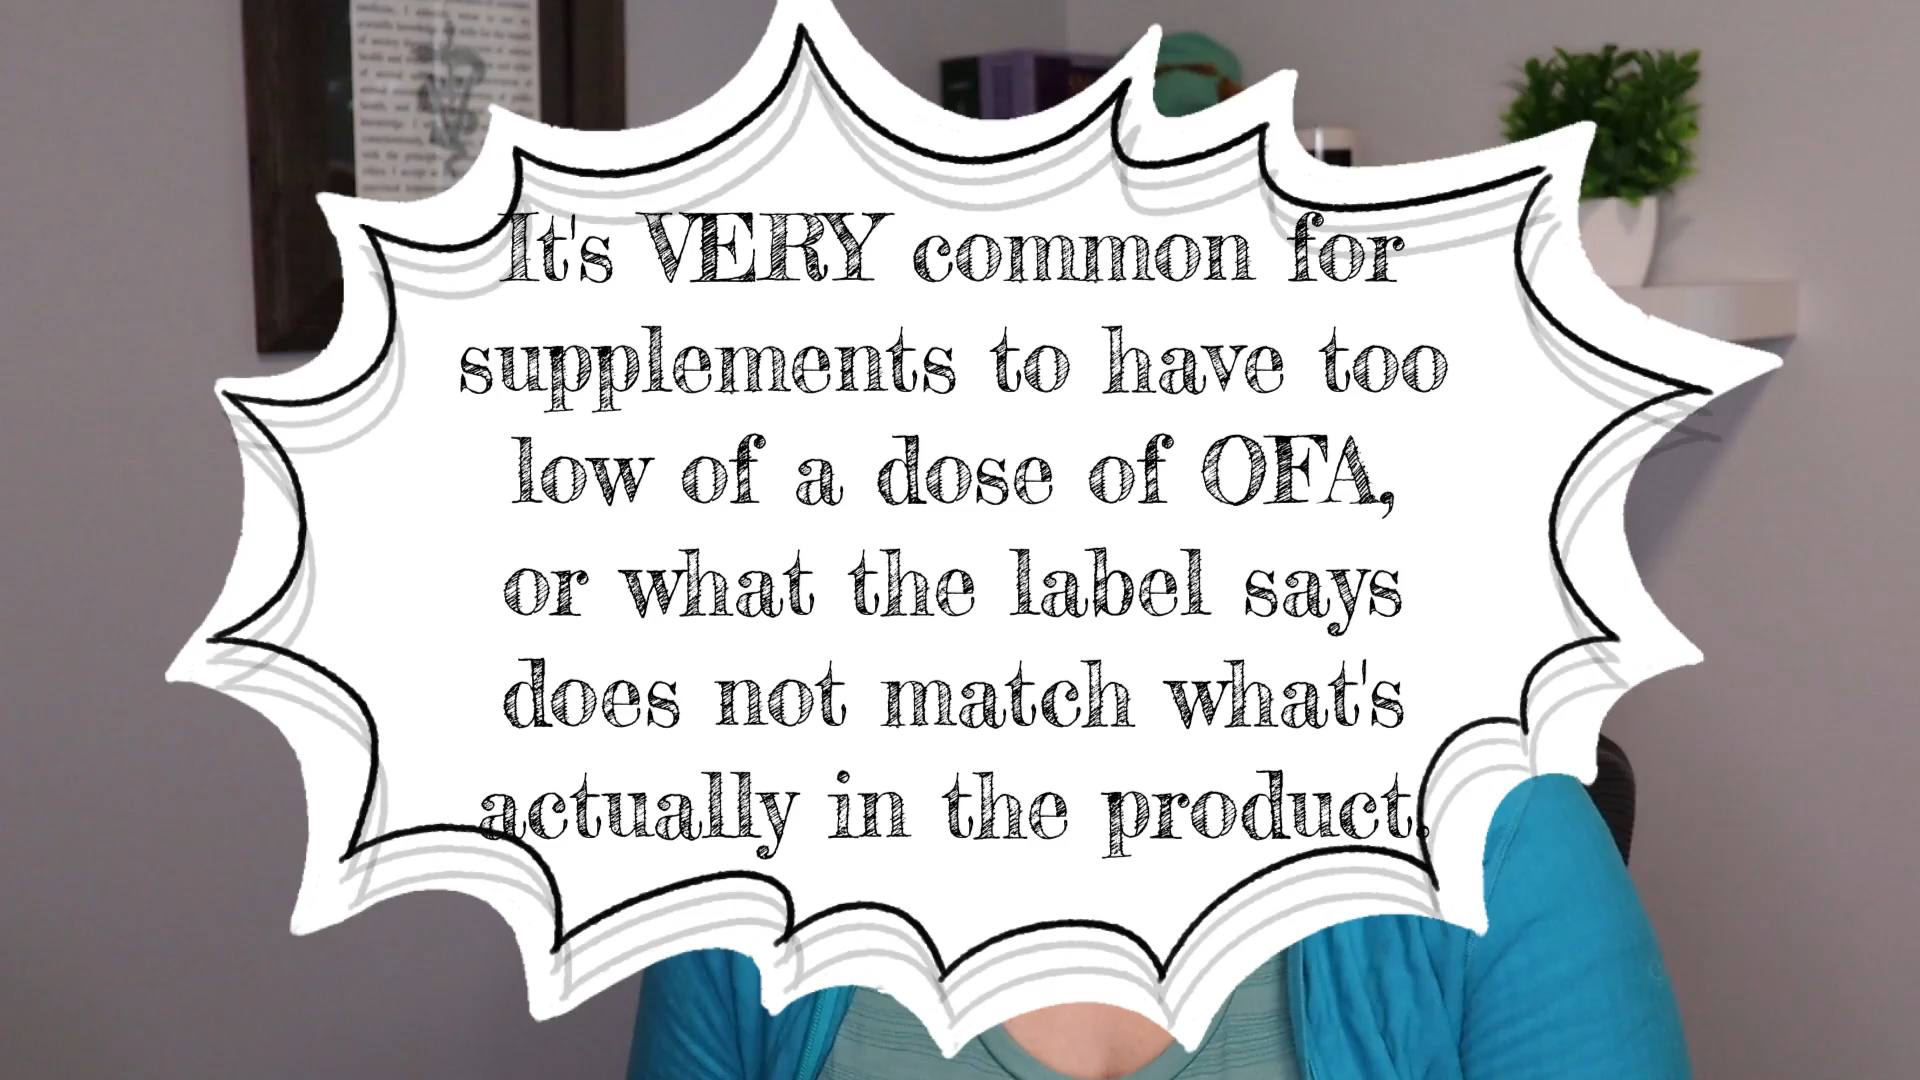 It's VERY common for
supplements to have too
low of a dose of OFA,
or what the label says
does not match what's
actually in the product.